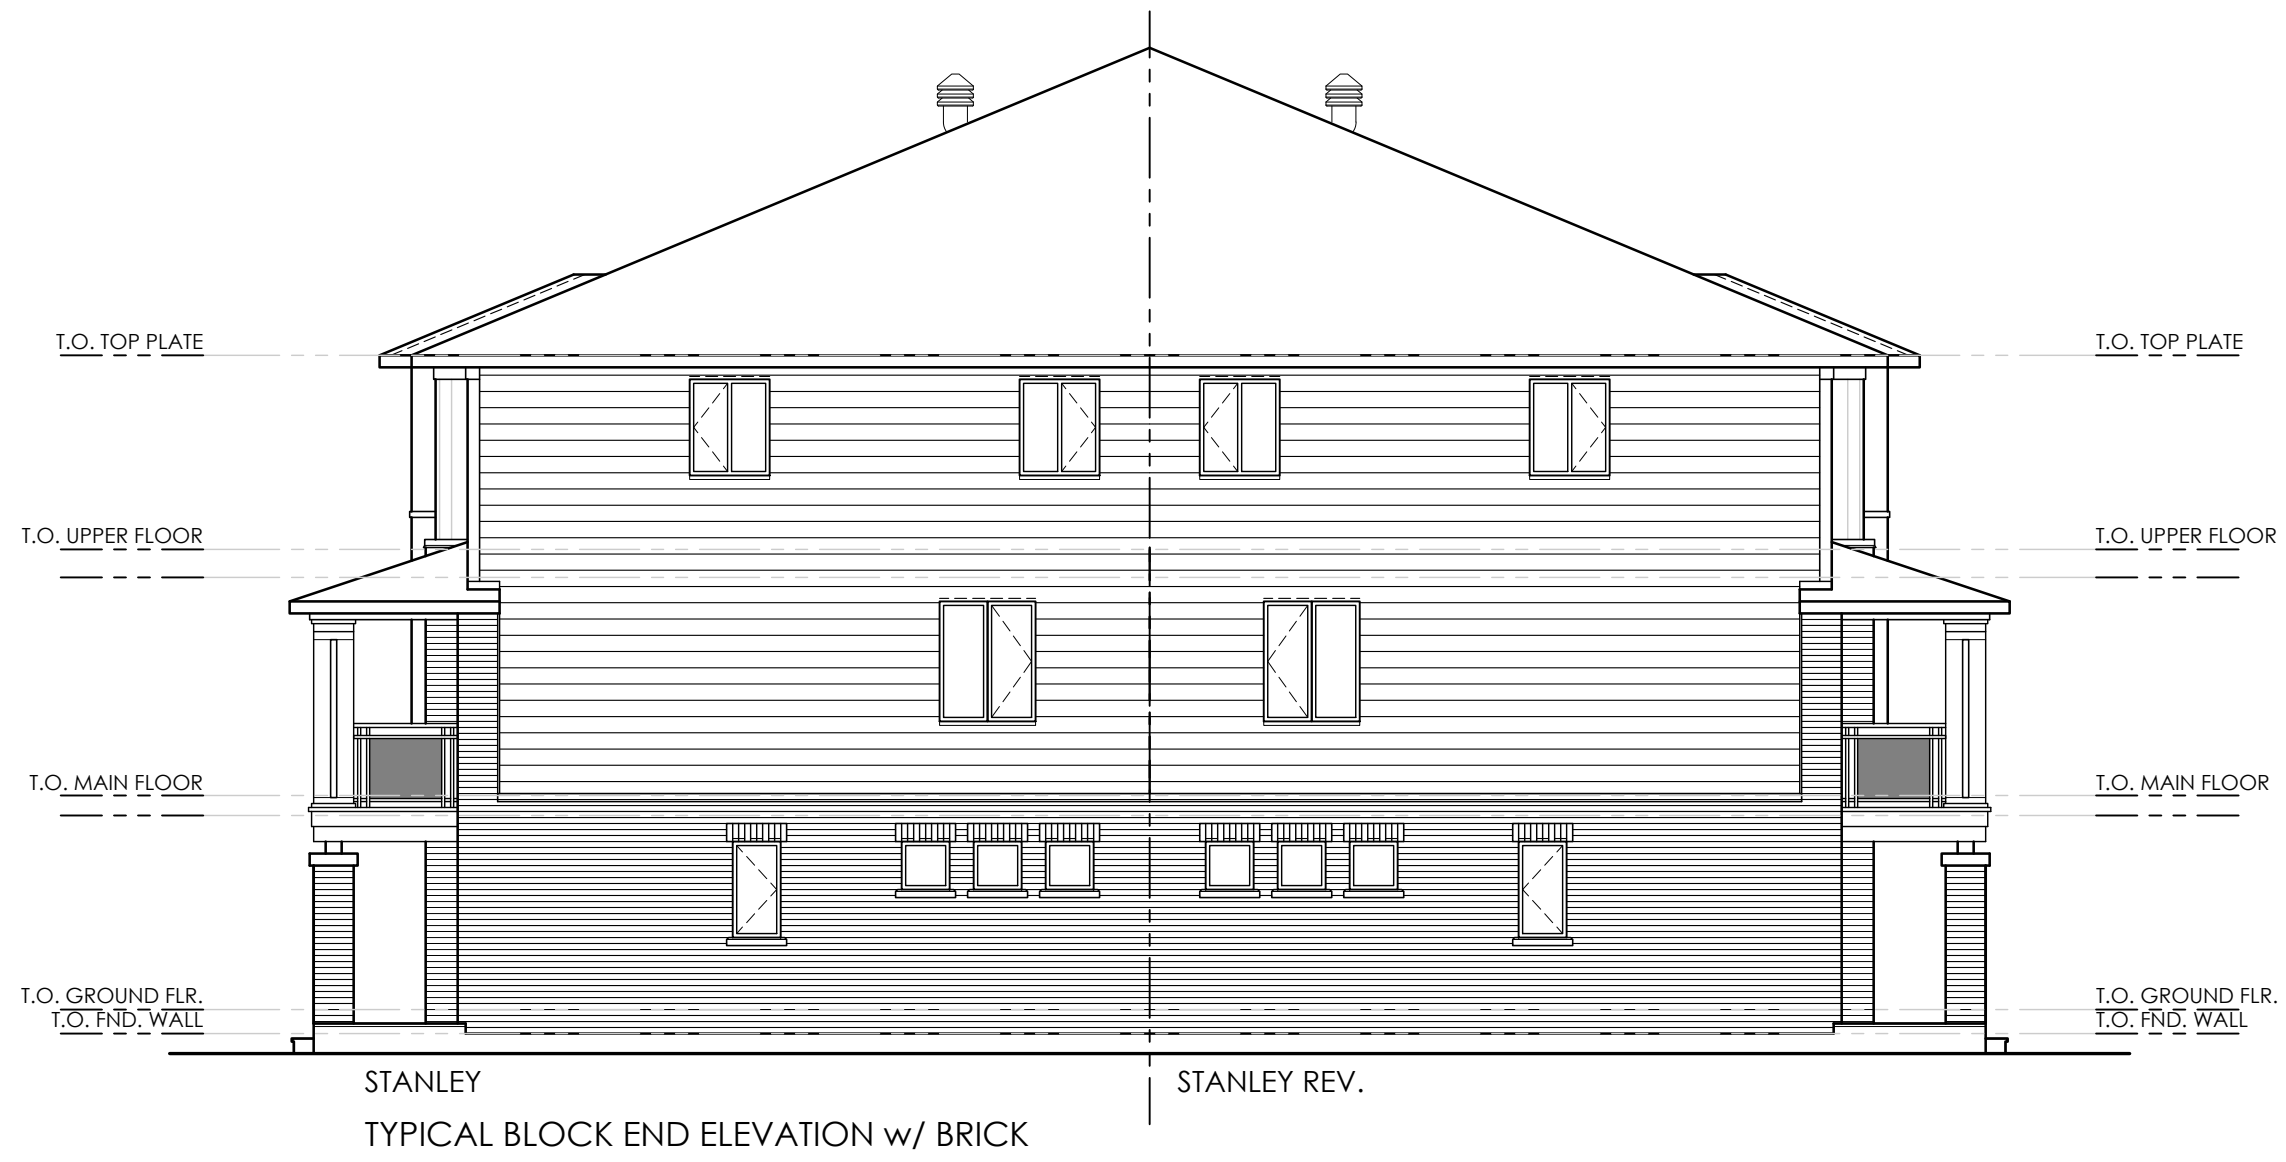 T.O. TOP PLATE
T.O. TOP PLATE
T.O. UPPER FLOOR
T.O. UPPER FLOOR
T.O. MAIN FLOOR
T.O. MAIN FLOOR
T.O. GROUND FLR.
T.O. GROUND FLR.
T.O. FND. WALL
T.O. FND. WALL
STANLEY
STANLEY REV.
TYPICAL BLOCK END ELEVATION w/ BRICK